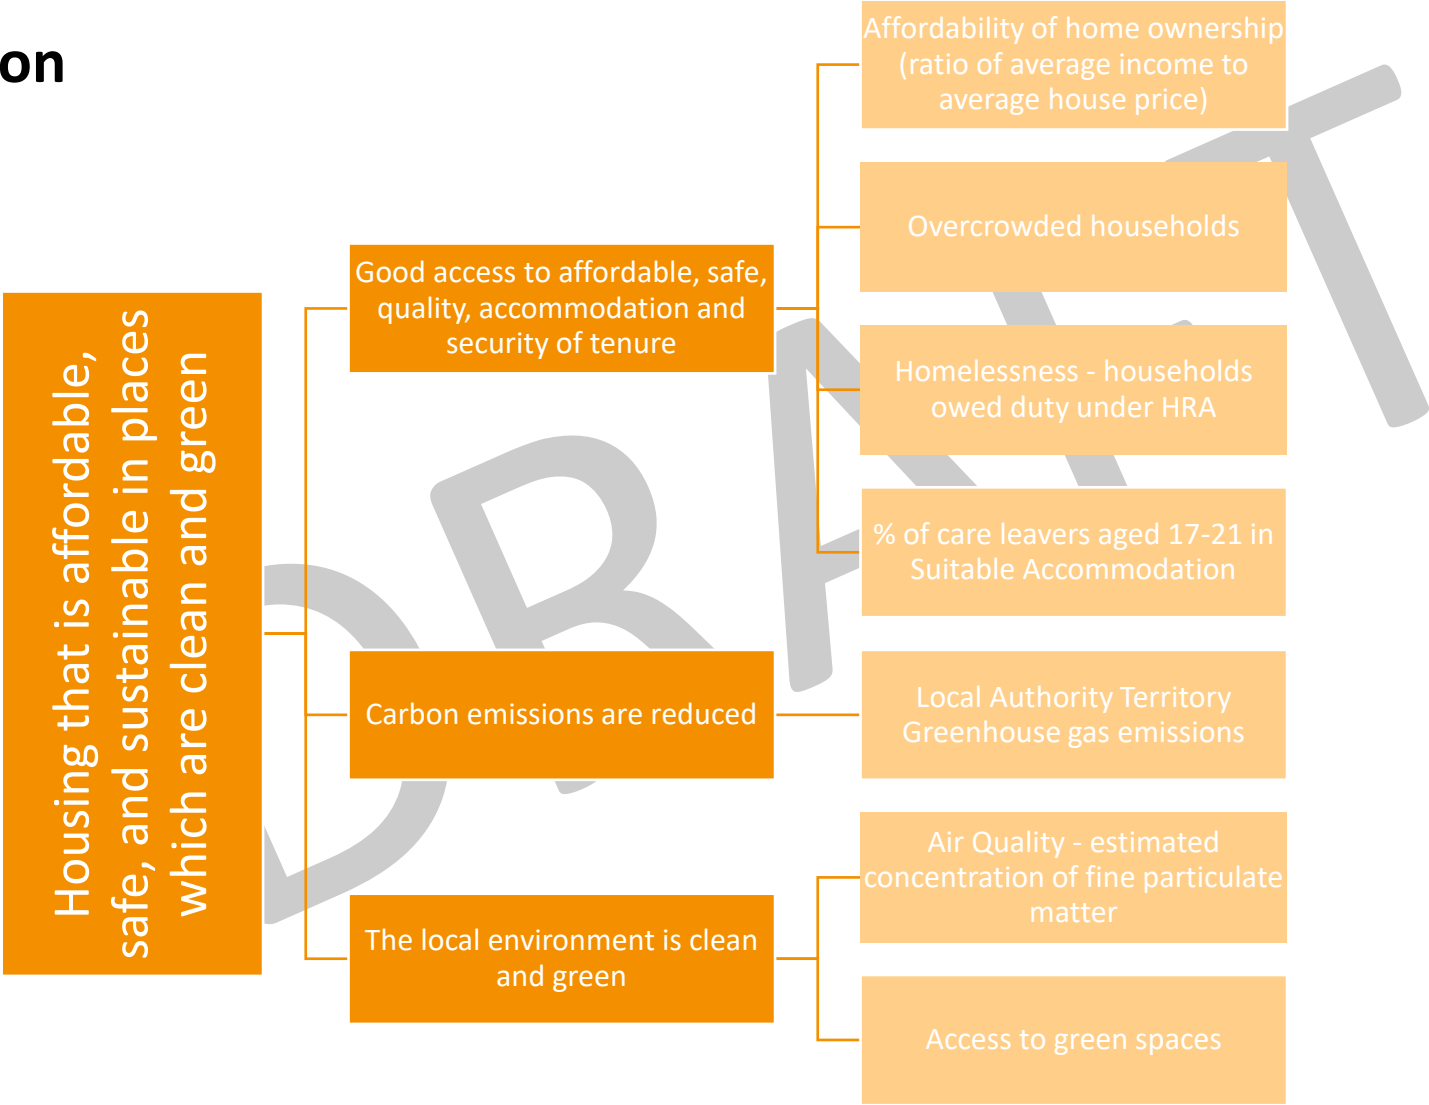 on
Housing that is affordable,
safe, and sustainable in places
which are clean and green
Good access to affordable, safe,
quality, accommodation and
security of tenure
Affordability of home ownership
(ratio of average income to
average house price)
Overcrowded households
Homelessness - households
owed duty under HRA
% of care leavers aged 17-21 in
Suitable Accommodation
Carbon emissions are reduced
Local Authority Territory
Greenhouse gas emissions
The local environment is clean
and green
Air Quality - estimated
concentration of fine particulate
matter
Access to green spaces
DRAFT